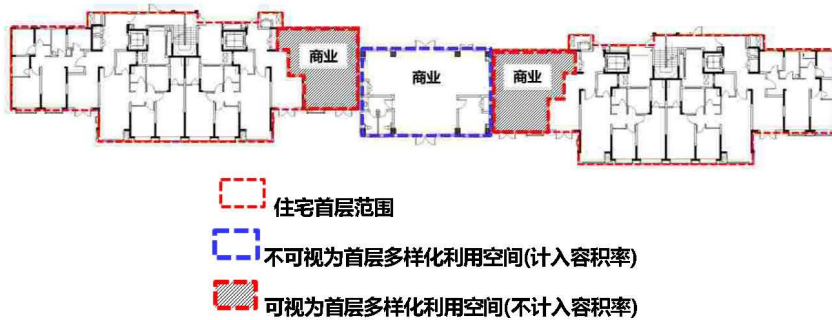 商业
商业
商业
住宅首层范围
不可视为首层多样化利用空间(计入容积率)
可视为首层多样化利用空间(不计入容积率)